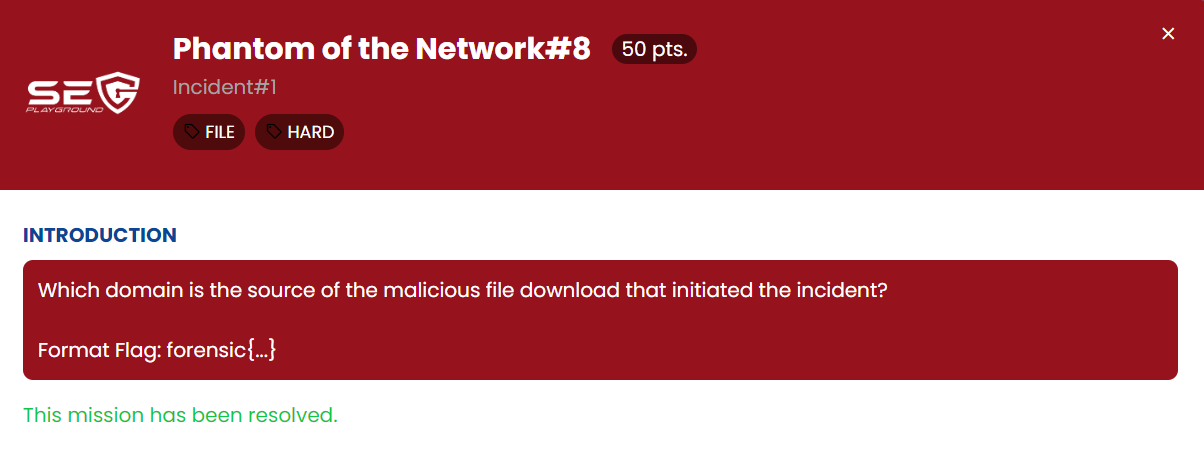 Phantom of the Network#8 50 pts.
×
SEC
PLAYGROUND
Incident#1
FILE HARD
INTRODUCTION
Which domain is the source of the malicious file download that initiated the incident?
Format Flag: forensic{...}
This mission has been resolved.